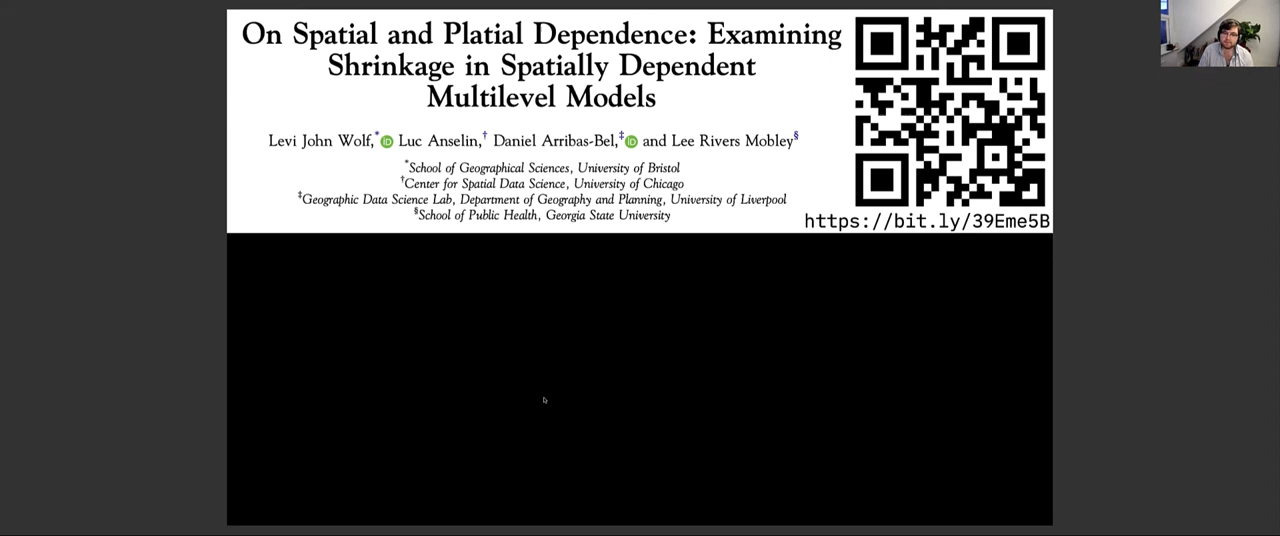 On Spatial and Platial Dependence: Examining
Shrinkage in Spatially Dependent
Multilevel Models
Levi John Wolf,* iD Luc Anselin,† Daniel Arribas-Bel,‡ iD and Lee Rivers Mobley§
*School of Geographical Sciences, University of Bristol
†Center for Spatial Data Science, University of Chicago
‡Geographic Data Science Lab, Department of Geography and Planning, University of Liverpool
§School of Public Health, Georgia State University
https://bit.ly/39Eme5B